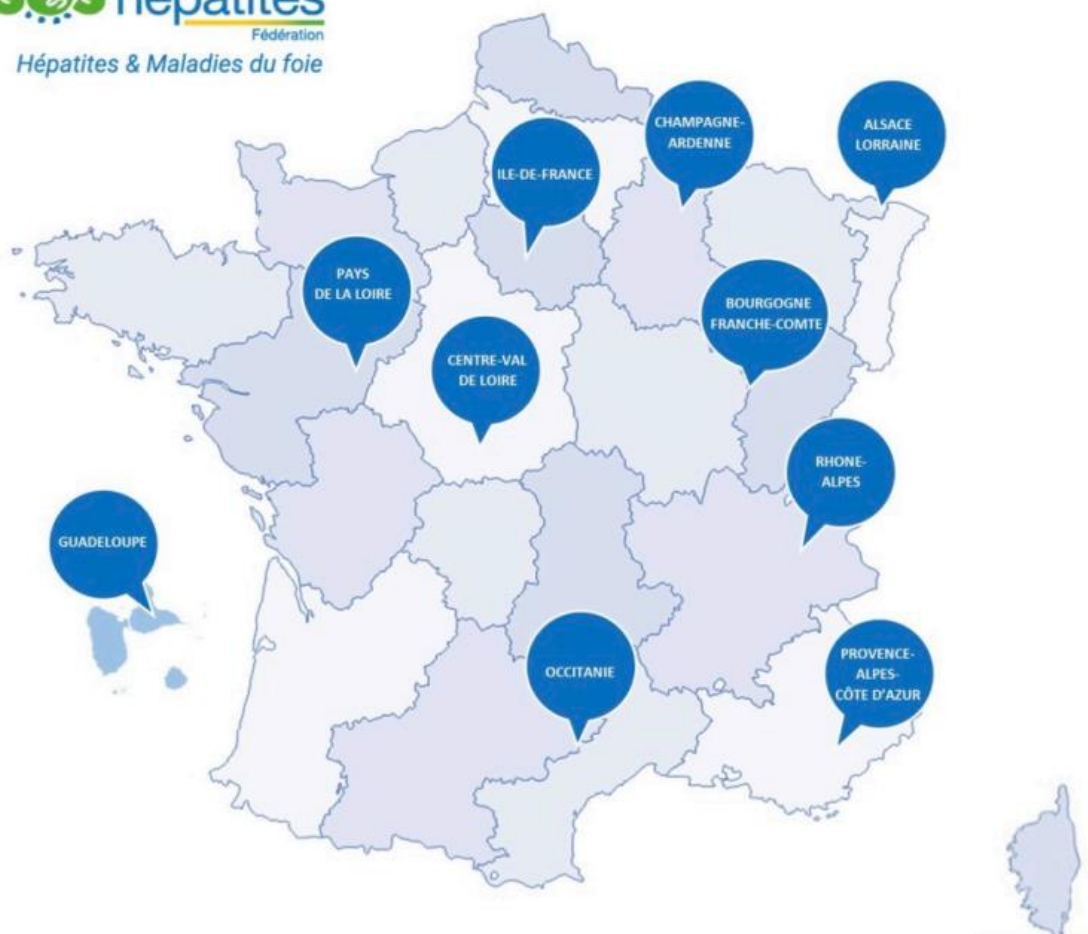 SOS hépatites
Fédération
Hépatites & Maladies du foie
CHAMPAGNE-
ARDENNE
ALSACE
LORRAINE
ILE-DE-FRANCE
PAYS
DE LA LOIRE
BOURGOGNE
FRANCHE-COMTE
CENTRE-VAL
DE LOIRE
RHONE-
ALPES
GUADELOUPE
OCCITANIE
PROVENCE-
ALPES-
CÔTE D'AZUR